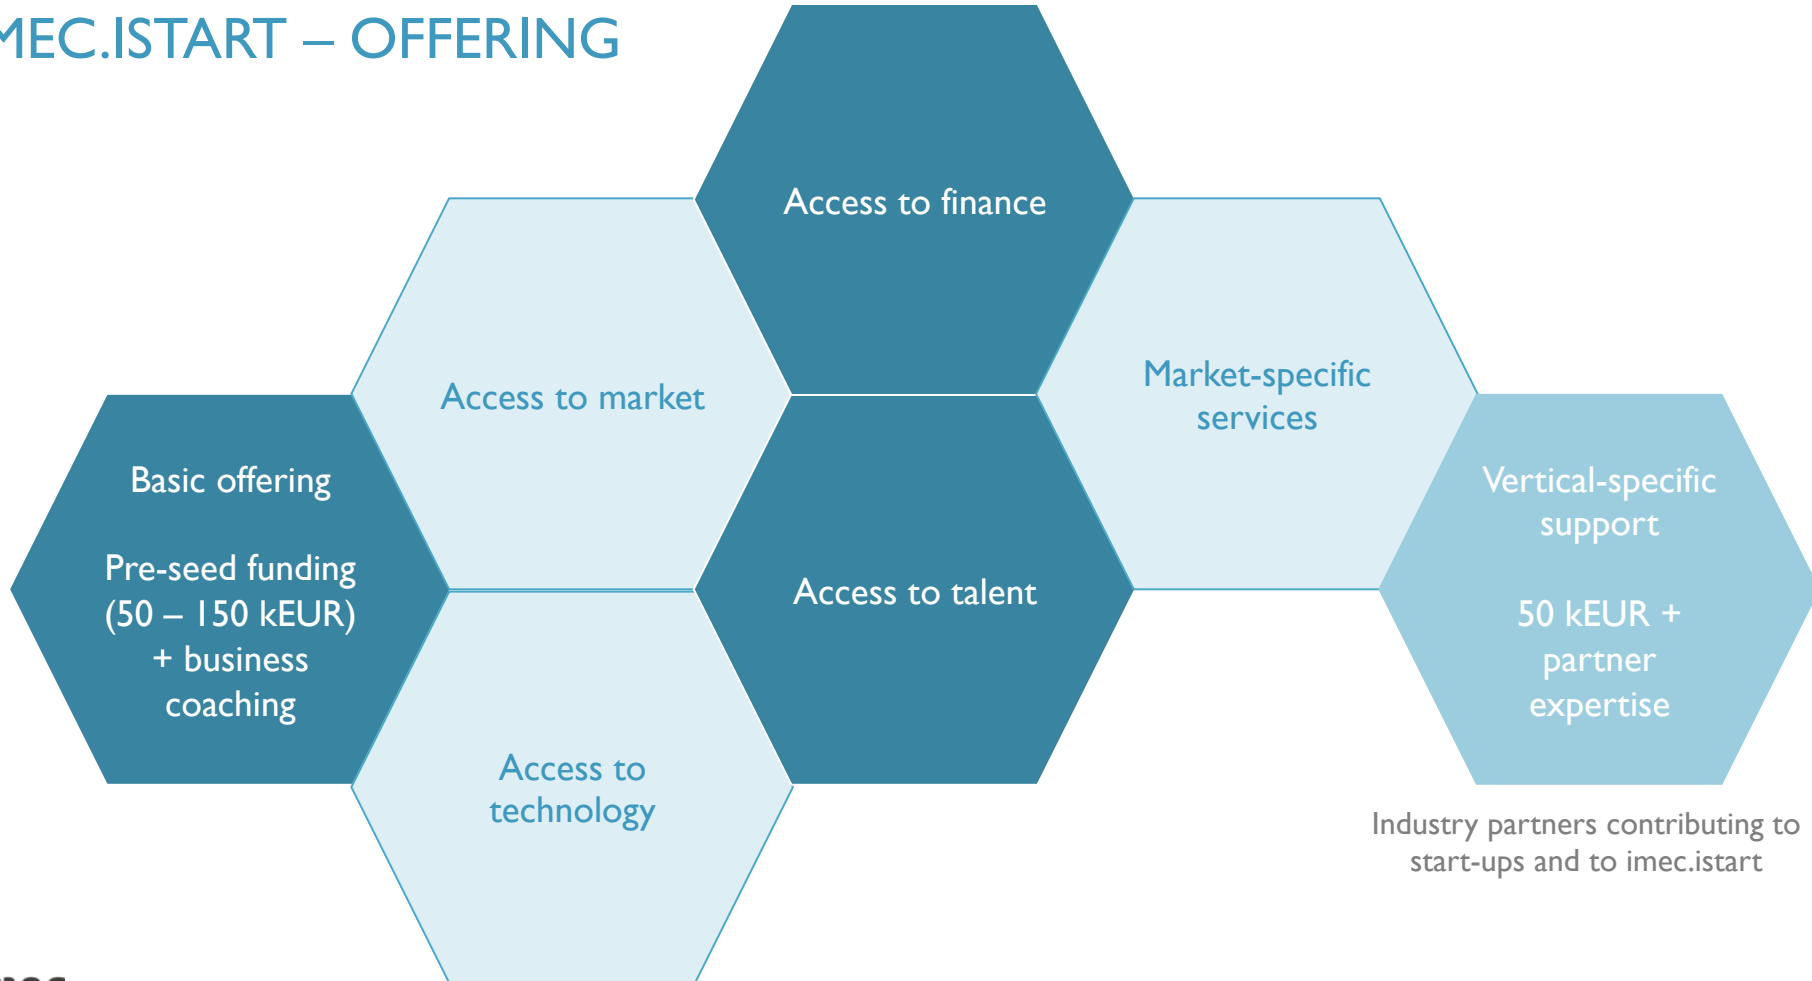 MEC.ISTART – OFFERING
Access to finance
Access to market
Market-specific
services
Basic offering
Pre-seed funding
(50 – 150 kEUR)
+ business
coaching
Access to talent
Vertical-specific
support
50 kEUR +
partner
expertise
Access to
technology
Industry partners contributing to
start-ups and to imec.istart